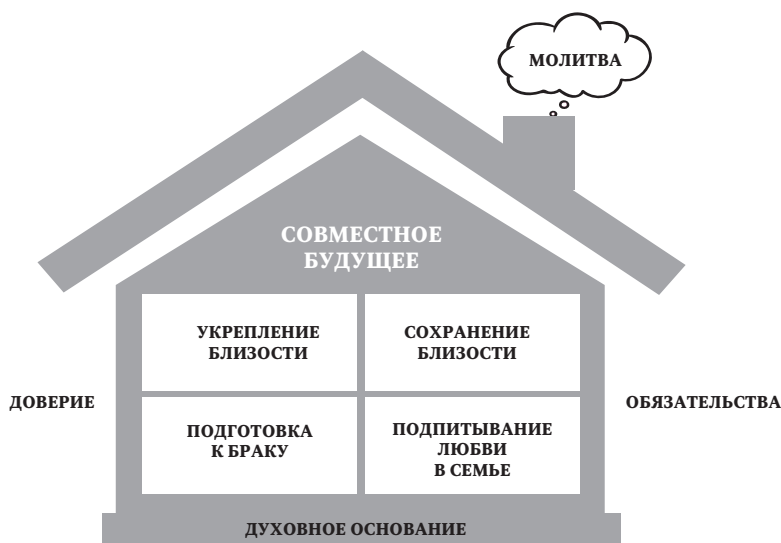 МОЛИТВА
СОВМЕСТНОЕ
БУДУЩЕЕ
УКРЕПЛЕНИЕ
БЛИЗОСТИ
СОХРАНЕНИЕ
БЛИЗОСТИ
ДОВЕРИЕ
ОБЯЗАТЕЛЬСТВА
ПОДГОТОВКА
К БРАКУ
ПОДПИТЫВАНИЕ
ЛЮБВИ
В СЕМЬЕ
ДУХОВНОЕ ОСНОВАНИЕ